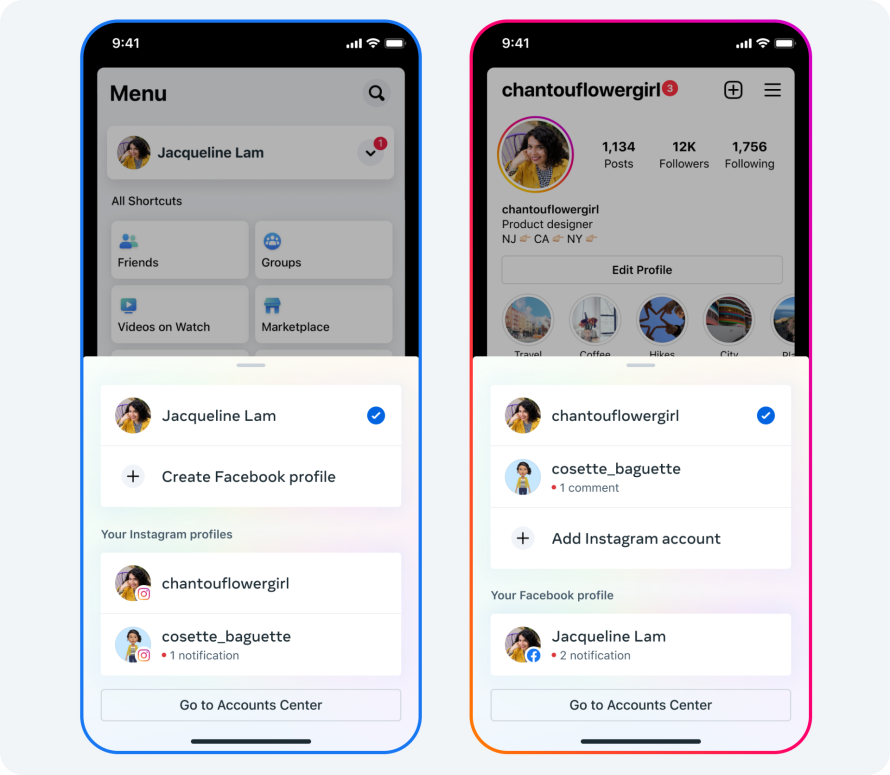 9:41
Menu
Jacqueline Lam
1
All Shortcuts
Friends
Groups
Videos on Watch
Marketplace
Jacqueline Lam
Create Facebook profile
Your Instagram profiles
chantouflowergirl
cosette_baguette
1 notification
Go to Accounts Center
9:41
chantouflowergirl 3
1,134 12K 1,756
Posts Followers Following
chantouflowergirl
Product designer
NJ 👉🏼 CA 👉🏼 NY 👉🏼
Edit Profile
Travel Coffee Hikes City
chantouflowergirl
cosette_baguette
1 comment
Add Instagram account
Your Facebook profile
Jacqueline Lam
2 notification
Go to Accounts Center